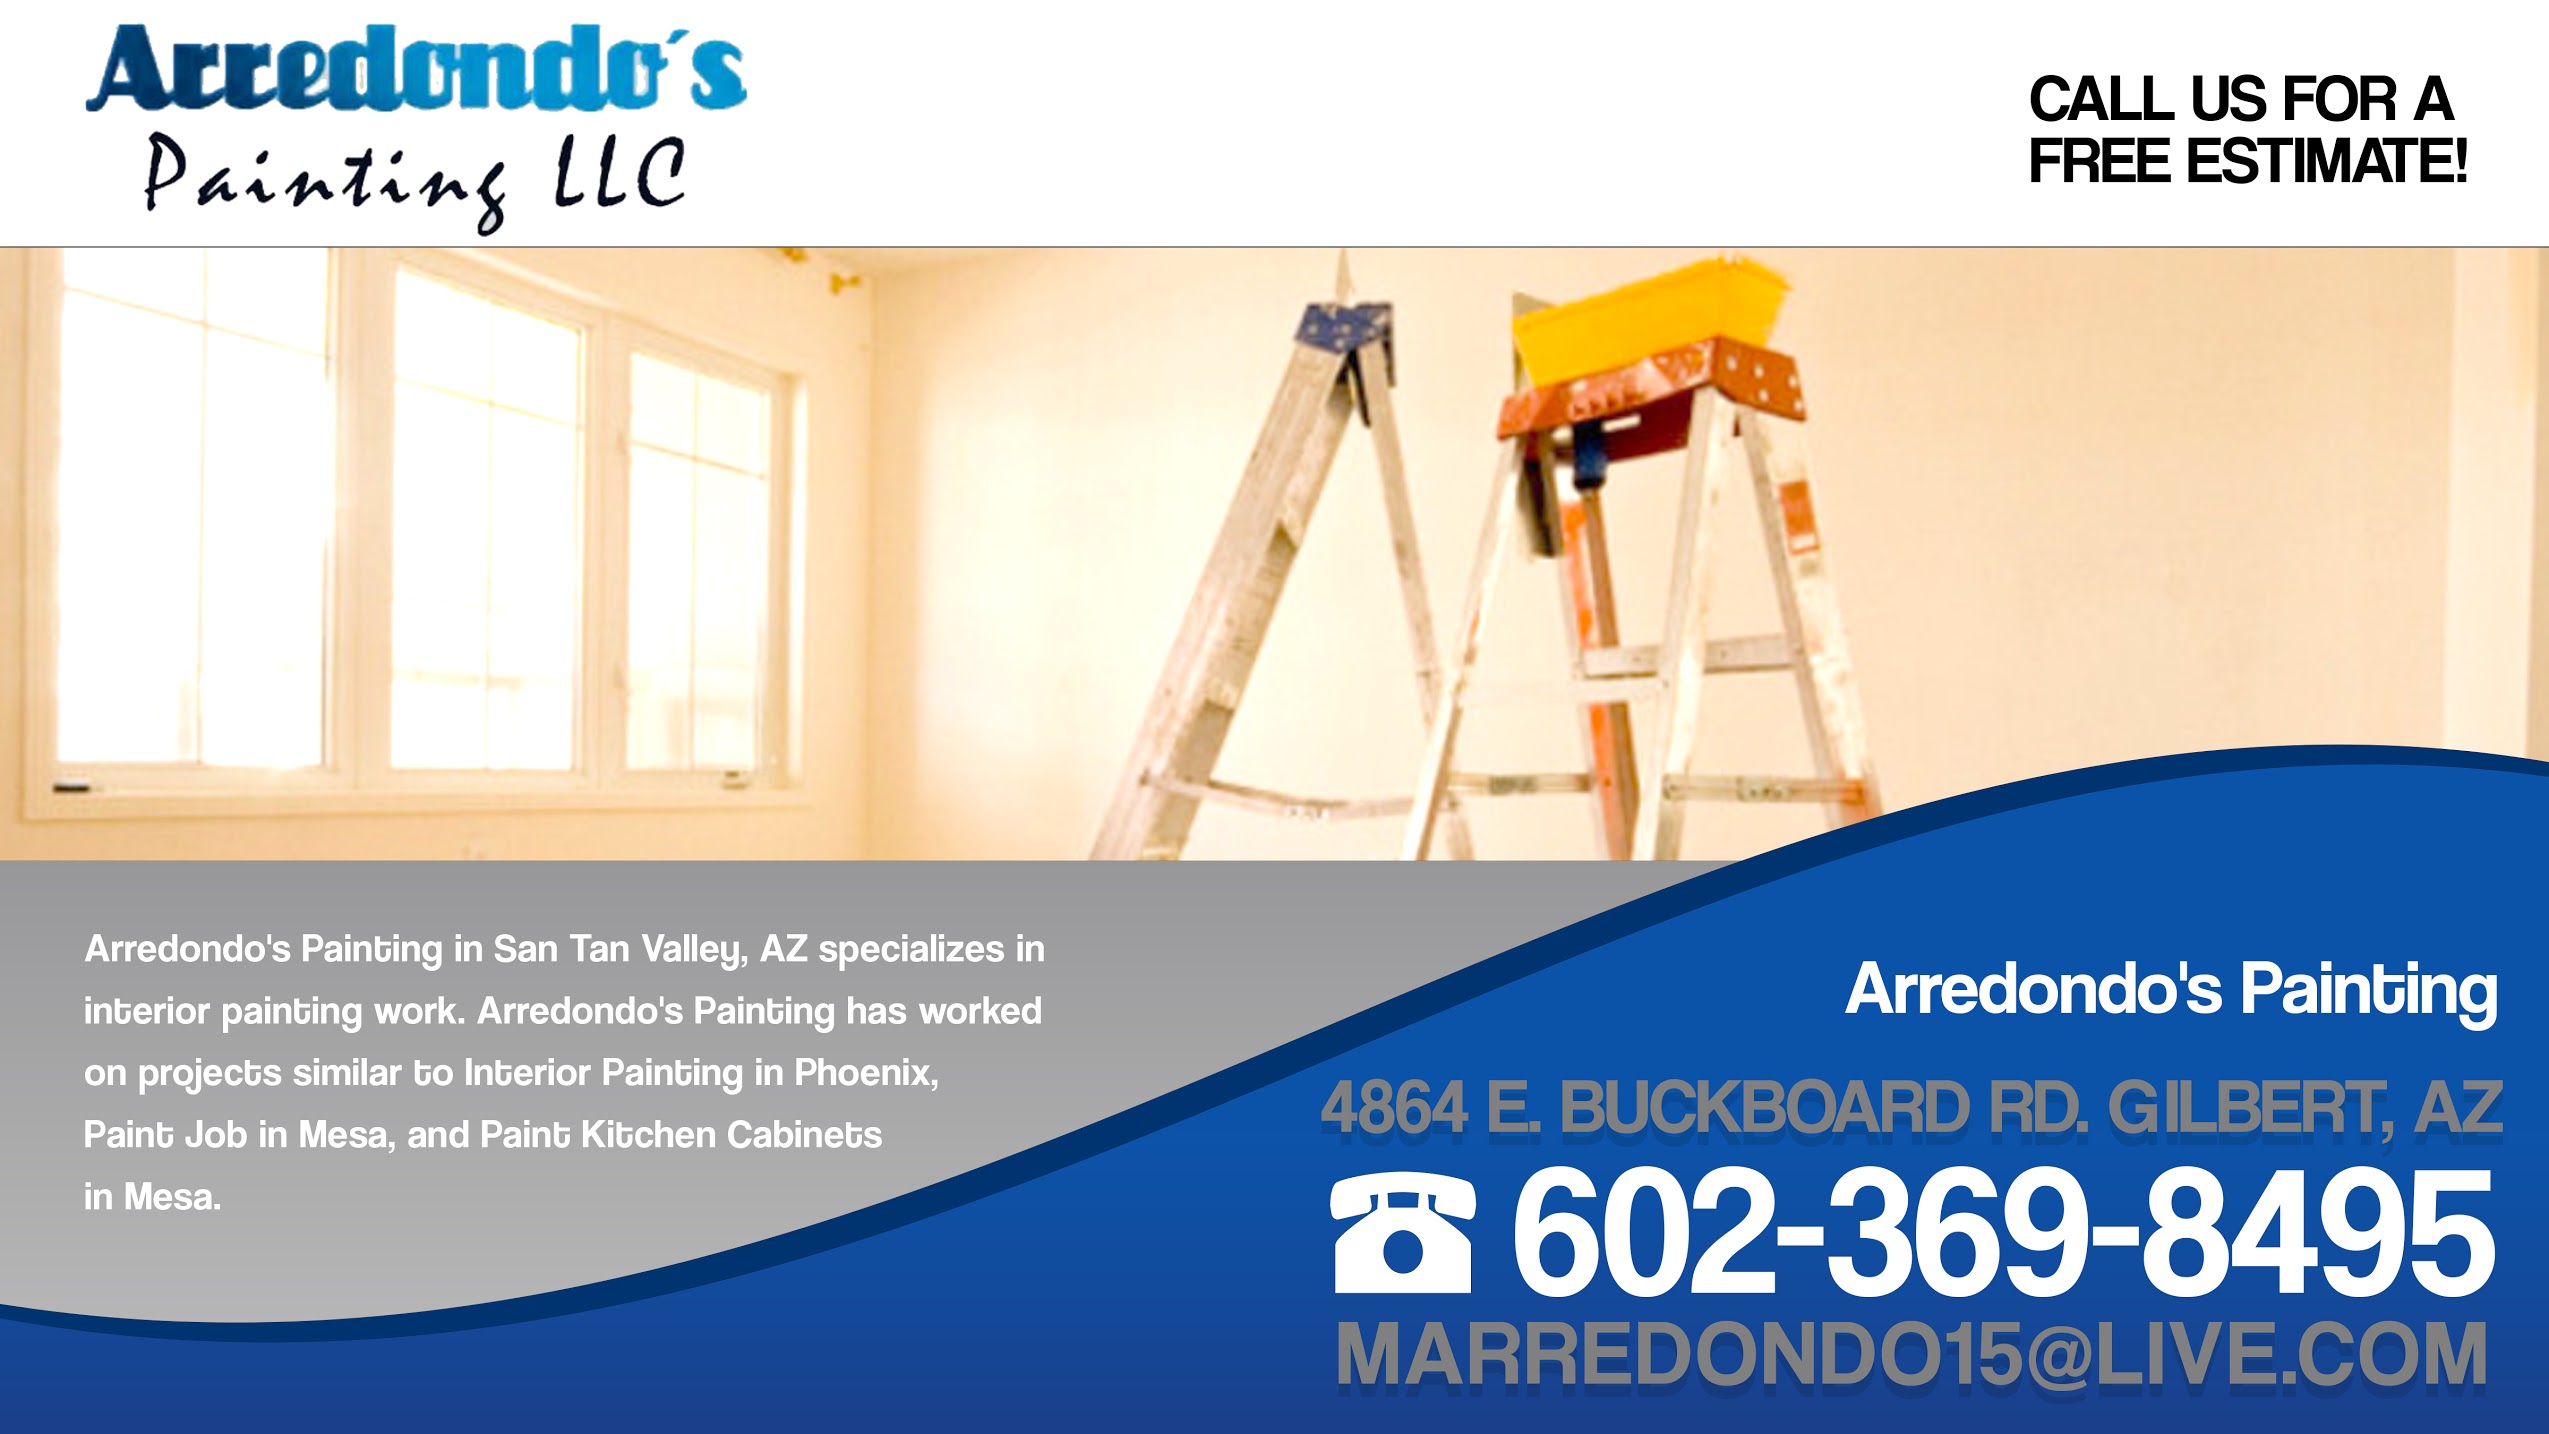 Arredondo´s
Painting LLC
CALL US FOR A
FREE ESTIMATE!
Arredondo's Painting in San Tan Valley, AZ specializes in
interior painting work. Arredondo's Painting has worked
on projects similar to Interior Painting in Phoenix,
Paint Job in Mesa, and Paint Kitchen Cabinets
in Mesa.
Arredondo's Painting
4864 E. BUCKBOARD RD. GILBERT, AZ
602-369-8495
MARREDONDO15@LIVE.COM